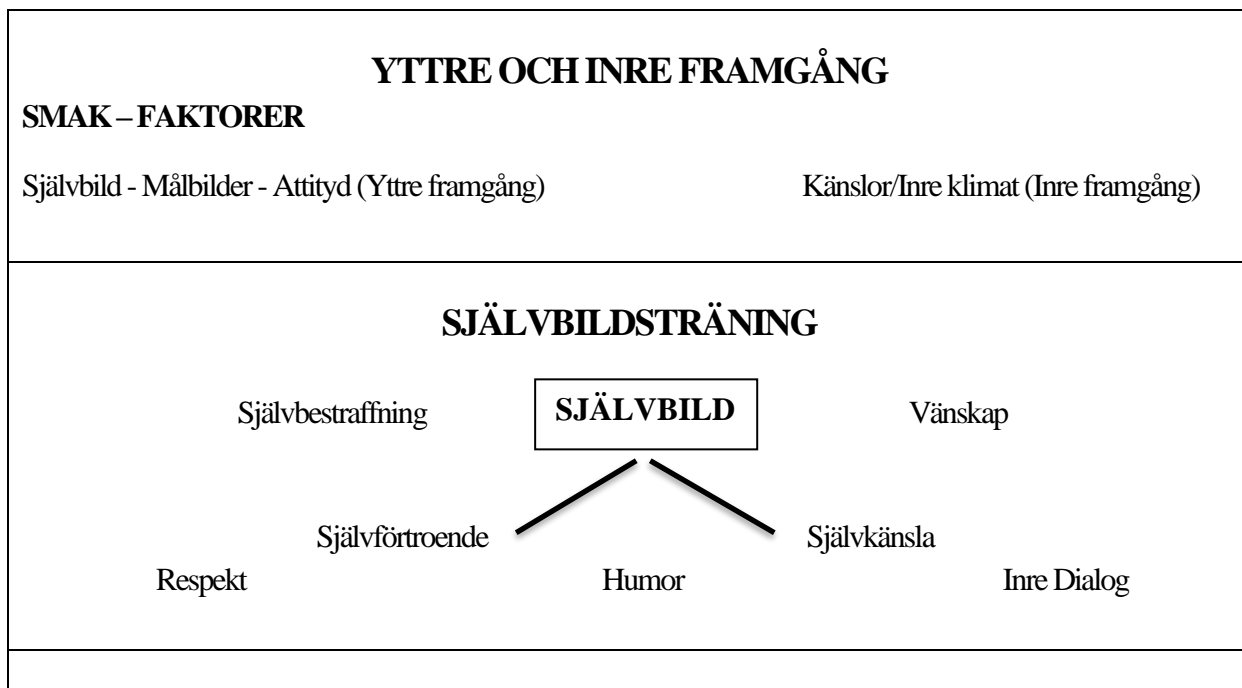 YTTRE OCH INRE FRAMGÅNG
SMAK – FAKTORER
Självbild - Målbilder - Attityd (Yttre framgång) Känslor/Inre klimat (Inre framgång)
SJÄLVBILDSTRÄNING
Självbestraffning SJÄLVBILD Vänskap
Självförtroende Självkänsla
Respekt Humor Inre Dialog